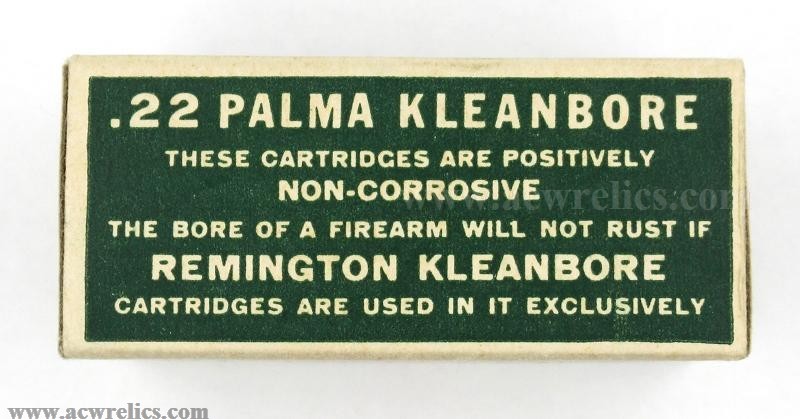 .22 PALMA KLEANBORE
THESE CARTRIDGES ARE POSITIVELY
NON-CORROSIVE
www.acwrelics.com
THE BORE OF A FIREARM WILL NOT RUST IF
REMINGTON KLEANBORE
CARTRIDGES ARE USED IN IT EXCLUSIVELY
www.acwrelics.com